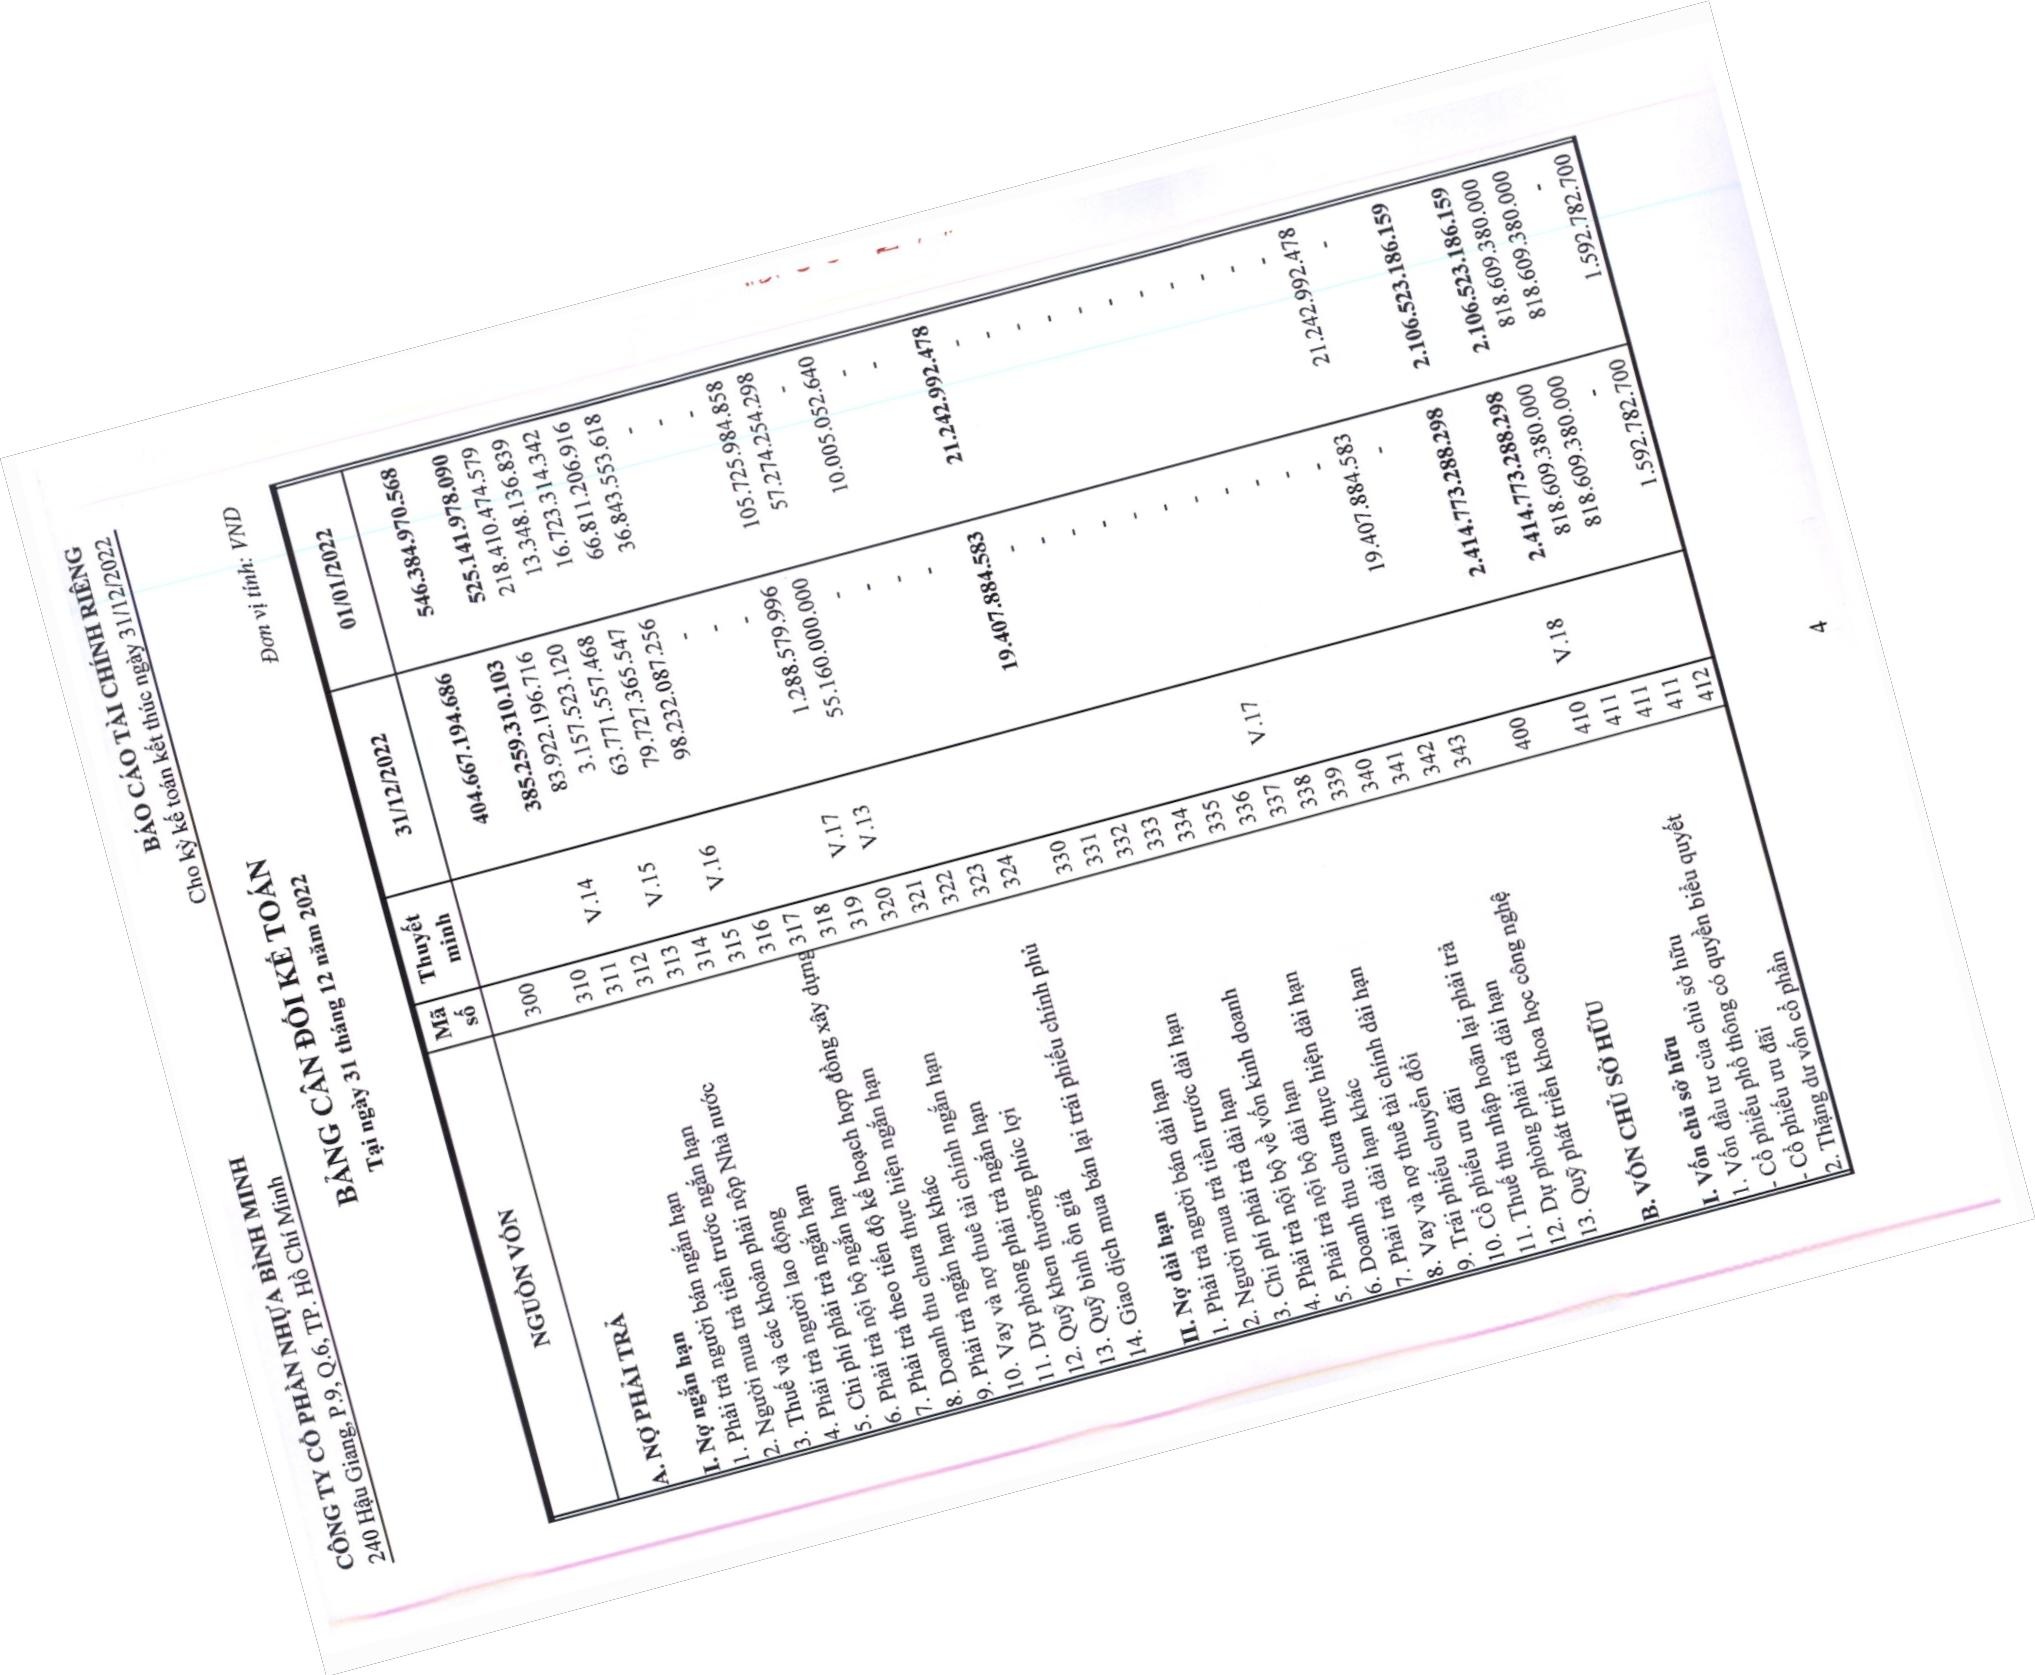 CÔNG TY CỔ PHẦN NHỰA BÌNH MINH
240 Hậu Giang, P.9, Q.6, TP. Hồ Chí Minh
BÁO CÁO TÀI CHÍNH RIÊNG
Cho kỳ kế toán kết thúc ngày 31/12/2022
BẢNG CÂN ĐỐI KẾ TOÁN
Tại ngày 31 tháng 12 năm 2022
Đơn vị tính: VND
NGUỒN VỐN Mã số Thuyết minh 31/12/2022 01/01/2022
A. NỢ PHẢI TRẢ 300 404.667.194.686 546.384.970.568
I. Nợ ngắn hạn 310 385.259.310.103 525.141.978.090
1. Phải trả người bán ngắn hạn 311 V.14 83.922.196.716 218.410.474.579
2. Người mua trả tiền trước ngắn hạn 312 3.157.523.120 13.348.136.839
3. Thuế và các khoản phải nộp Nhà nước 313 V.15 63.771.557.468 16.723.314.342
4. Phải trả người lao động 314 79.727.365.547 66.811.206.916
5. Chi phí phải trả ngắn hạn 315 V.16 98.232.087.256 36.843.553.618
6. Phải trả nội bộ ngắn hạn 316 - -
7. Phải trả theo tiến độ kế hoạch hợp đồng xây dựng 317 - -
8. Doanh thu chưa thực hiện ngắn hạn 318 - -
9. Phải trả ngắn hạn khác 319 V.17 1.288.579.996 105.725.984.858
10. Vay và nợ thuê tài chính ngắn hạn 320 V.13 55.160.000.000 57.274.254.298
11. Dự phòng phải trả ngắn hạn 321 - -
12. Quỹ khen thưởng phúc lợi 322 - 10.005.052.640
13. Quỹ bình ổn giá 323 - -
14. Giao dịch mua bán lại trái phiếu chính phủ 324 - -
II. Nợ dài hạn 330 19.407.884.583 21.242.992.478
1. Phải trả người bán dài hạn 331 - -
2. Người mua trả tiền trước dài hạn 332 - -
3. Chi phí phải trả dài hạn 333 - -
4. Phải trả nội bộ về vốn kinh doanh 334 - -
5. Phải trả nội bộ dài hạn 335 - -
6. Doanh thu chưa thực hiện dài hạn 336 - -
7. Phải trả dài hạn khác 337 V.17 - -
8. Vay và nợ thuê tài chính dài hạn 338 - -
9. Trái phiếu chuyển đổi 339 - -
10. Cổ phiếu ưu đãi 340 - -
11. Thuế thu nhập hoãn lại phải trả 341 - -
12. Dự phòng phải trả dài hạn 342 19.407.884.583 21.242.992.478
13. Quỹ phát triển khoa học công nghệ 343 - -
B. VỐN CHỦ SỞ HỮU 400 2.414.773.288.298 2.106.523.186.159
I. Vốn chủ sở hữu 410 V.18 2.414.773.288.298 2.106.523.186.159
1. Vốn đầu tư của chủ sở hữu 411 818.609.380.000 818.609.380.000
- Cổ phiếu phổ thông có quyền biểu quyết 411 818.609.380.000 818.609.380.000
- Cổ phiếu ưu đãi 411 - -
2. Thặng dư vốn cổ phần 412 1.592.782.700 1.592.782.700
4